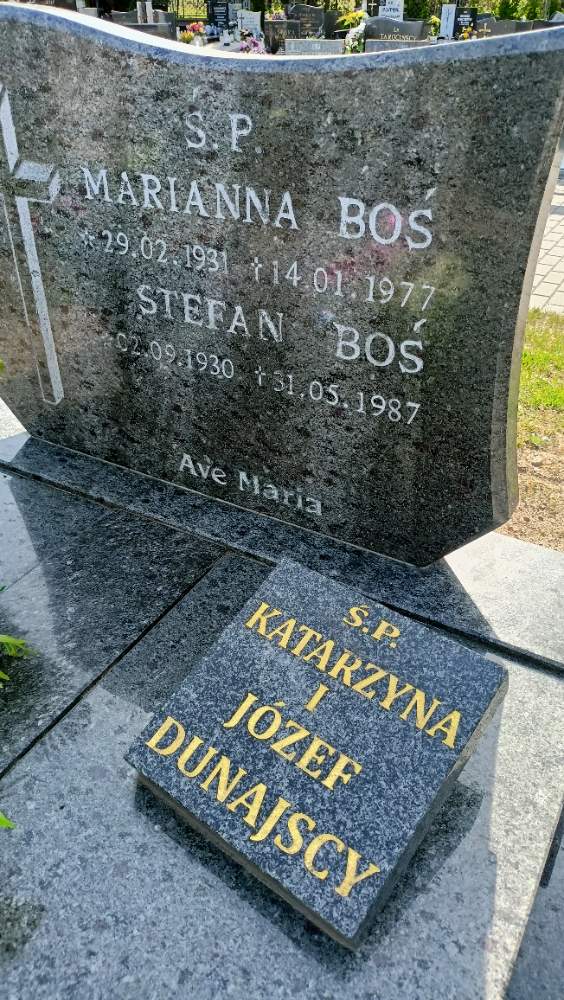 Ś.P.
MARIANNA BOŚ
* 29.02.1931 † 14.01.1977
STEFAN BOŚ
* 02.09.1930 † 31.05.1987
Ave Maria
Ś.P.
KATARZYNA
I
JÓZEF
DUNAJSCY